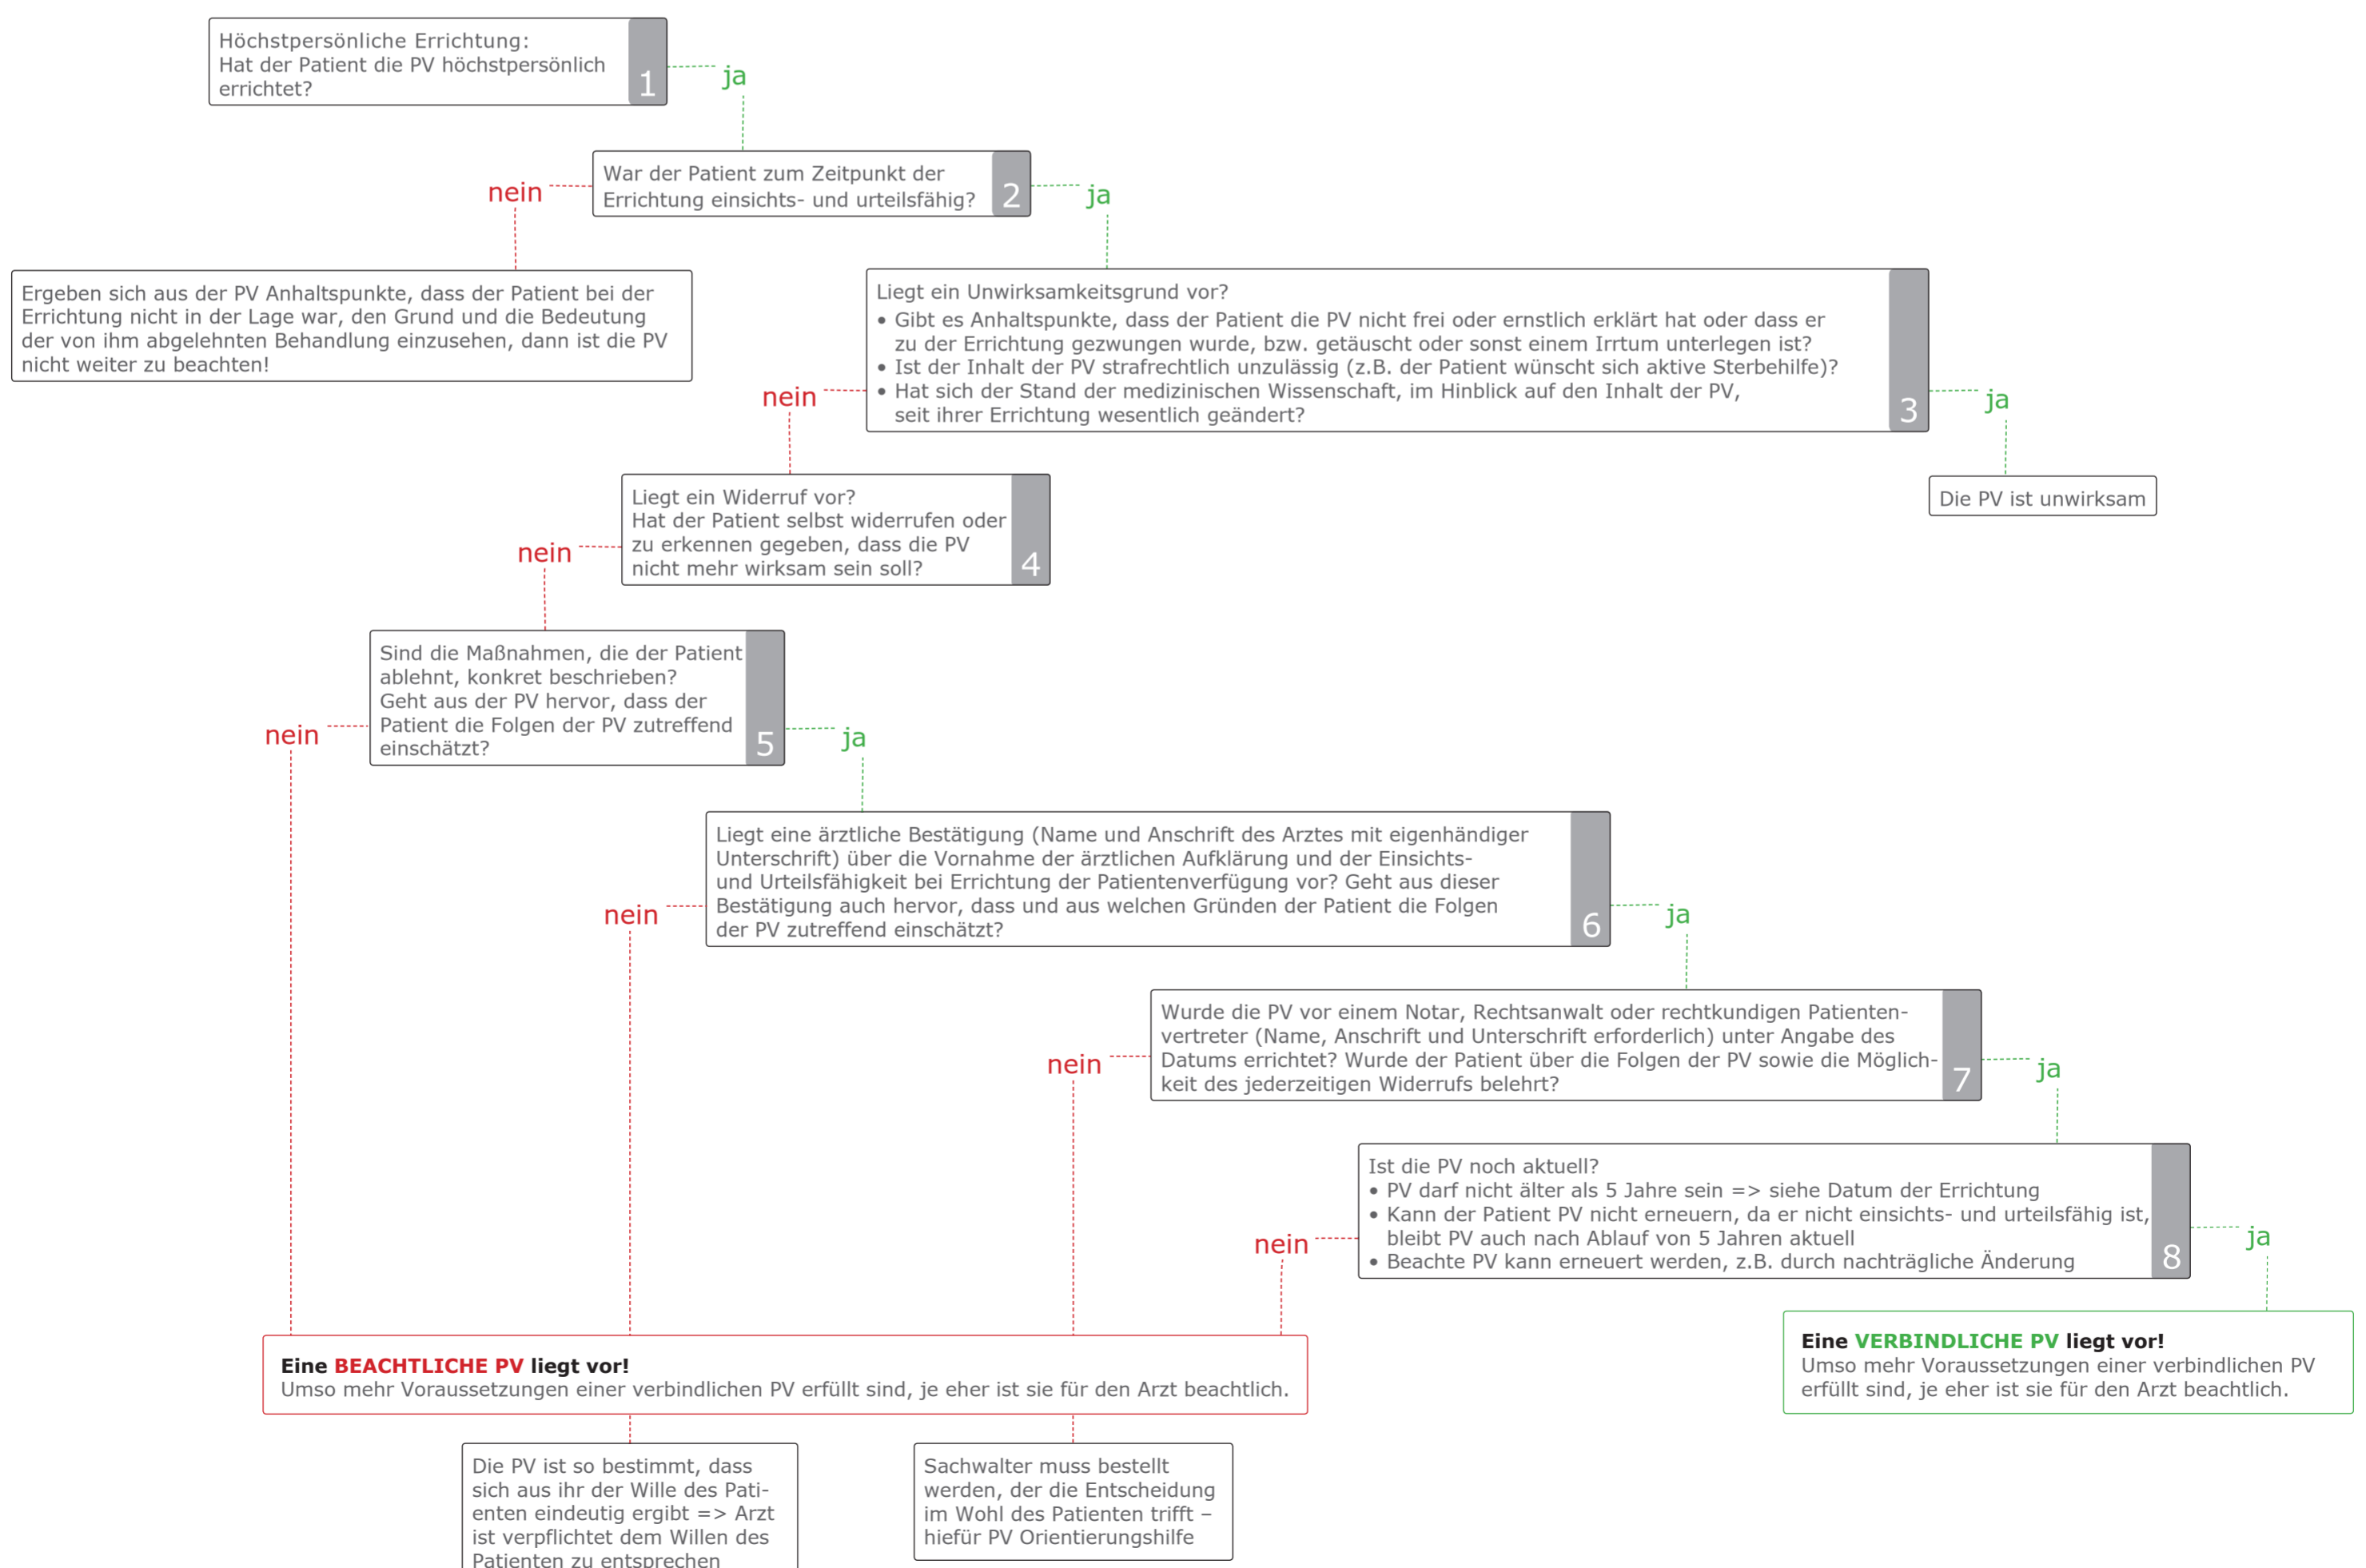 Höchstpersönliche Errichtung:
Hat der Patient die PV höchstpersönlich
errichtet?
1
ja
War der Patient zum Zeitpunkt der
Errichtung einsichts- und urteilsfähig?
2
nein
ja
Ergeben sich aus der PV Anhaltspunkte, dass der Patient bei der
Errichtung nicht in der Lage war, den Grund und die Bedeutung
der von ihm abgelehnten Behandlung einzusehen, dann ist die PV
nicht weiter zu beachten!
Liegt ein Unwirksamkeitsgrund vor?
• Gibt es Anhaltspunkte, dass der Patient die PV nicht frei oder ernstlich erklärt hat oder dass er
zu der Errichtung gezwungen wurde, bzw. getäuscht oder sonst einem Irrtum unterlegen ist?
• Ist der Inhalt der PV strafrechtlich unzulässig (z.B. der Patient wünscht sich aktive Sterbehilfe)?
• Hat sich der Stand der medizinischen Wissenschaft, im Hinblick auf den Inhalt der PV,
seit ihrer Errichtung wesentlich geändert?
3
nein
ja
Die PV ist unwirksam
Liegt ein Widerruf vor?
Hat der Patient selbst widerrufen oder
zu erkennen gegeben, dass die PV
nicht mehr wirksam sein soll?
4
nein
Sind die Maßnahmen, die der Patient
ablehnt, konkret beschrieben?
Geht aus der PV hervor, dass der
Patient die Folgen der PV zutreffend
einschätzt?
5
nein
ja
Liegt eine ärztliche Bestätigung (Name und Anschrift des Arztes mit eigenhändiger
Unterschrift) über die Vornahme der ärztlichen Aufklärung und der Einsichts-
und Urteilsfähigkeit bei Errichtung der Patientenverfügung vor? Geht aus dieser
Bestätigung auch hervor, dass und aus welchen Gründen der Patient die Folgen
der PV zutreffend einschätzt?
6
nein
ja
Wurde die PV vor einem Notar, Rechtsanwalt oder rechtkundigen Patienten-
vertreter (Name, Anschrift und Unterschrift erforderlich) unter Angabe des
Datums errichtet? Wurde der Patient über die Folgen der PV sowie die Möglich-
keit des jederzeitigen Widerrufs belehrt?
7
nein
ja
Ist die PV noch aktuell?
• PV darf nicht älter als 5 Jahre sein => siehe Datum der Errichtung
• Kann der Patient PV nicht erneuern, da er nicht einsichts- und urteilsfähig ist,
bleibt PV auch nach Ablauf von 5 Jahren aktuell
• Beachte PV kann erneuert werden, z.B. durch nachträgliche Änderung
8
nein
ja
Eine BEACHTLICHE PV liegt vor!
Umso mehr Voraussetzungen einer verbindlichen PV erfüllt sind, je eher ist sie für den Arzt beachtlich.
Eine VERBINDLICHE PV liegt vor!
Umso mehr Voraussetzungen einer verbindlichen PV
erfüllt sind, je eher ist sie für den Arzt beachtlich.
Die PV ist so bestimmt, dass
sich aus ihr der Wille des Pati-
enten eindeutig ergibt => Arzt
ist verpflichtet dem Willen des
Patienten zu entsprechen
Sachwalter muss bestellt
werden, der die Entscheidung
im Wohl des Patienten trifft –
hiefür PV Orientierungshilfe